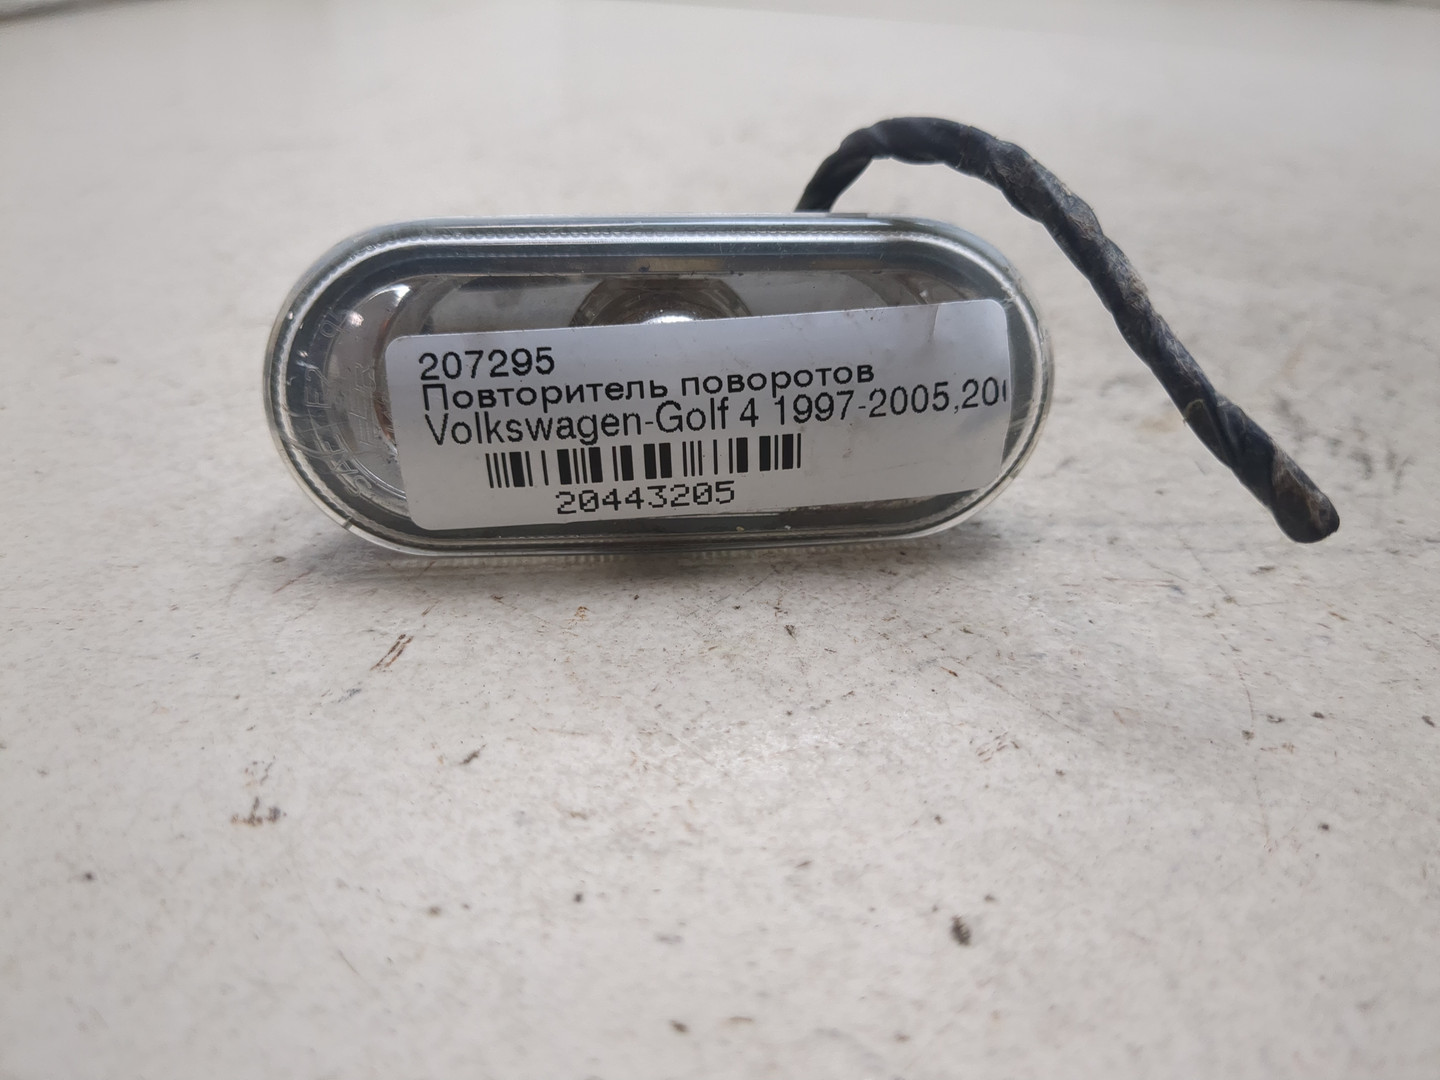 207295
Повторитель поворотов
Volkswagen-Golf 4 1997-2005,20
20443205